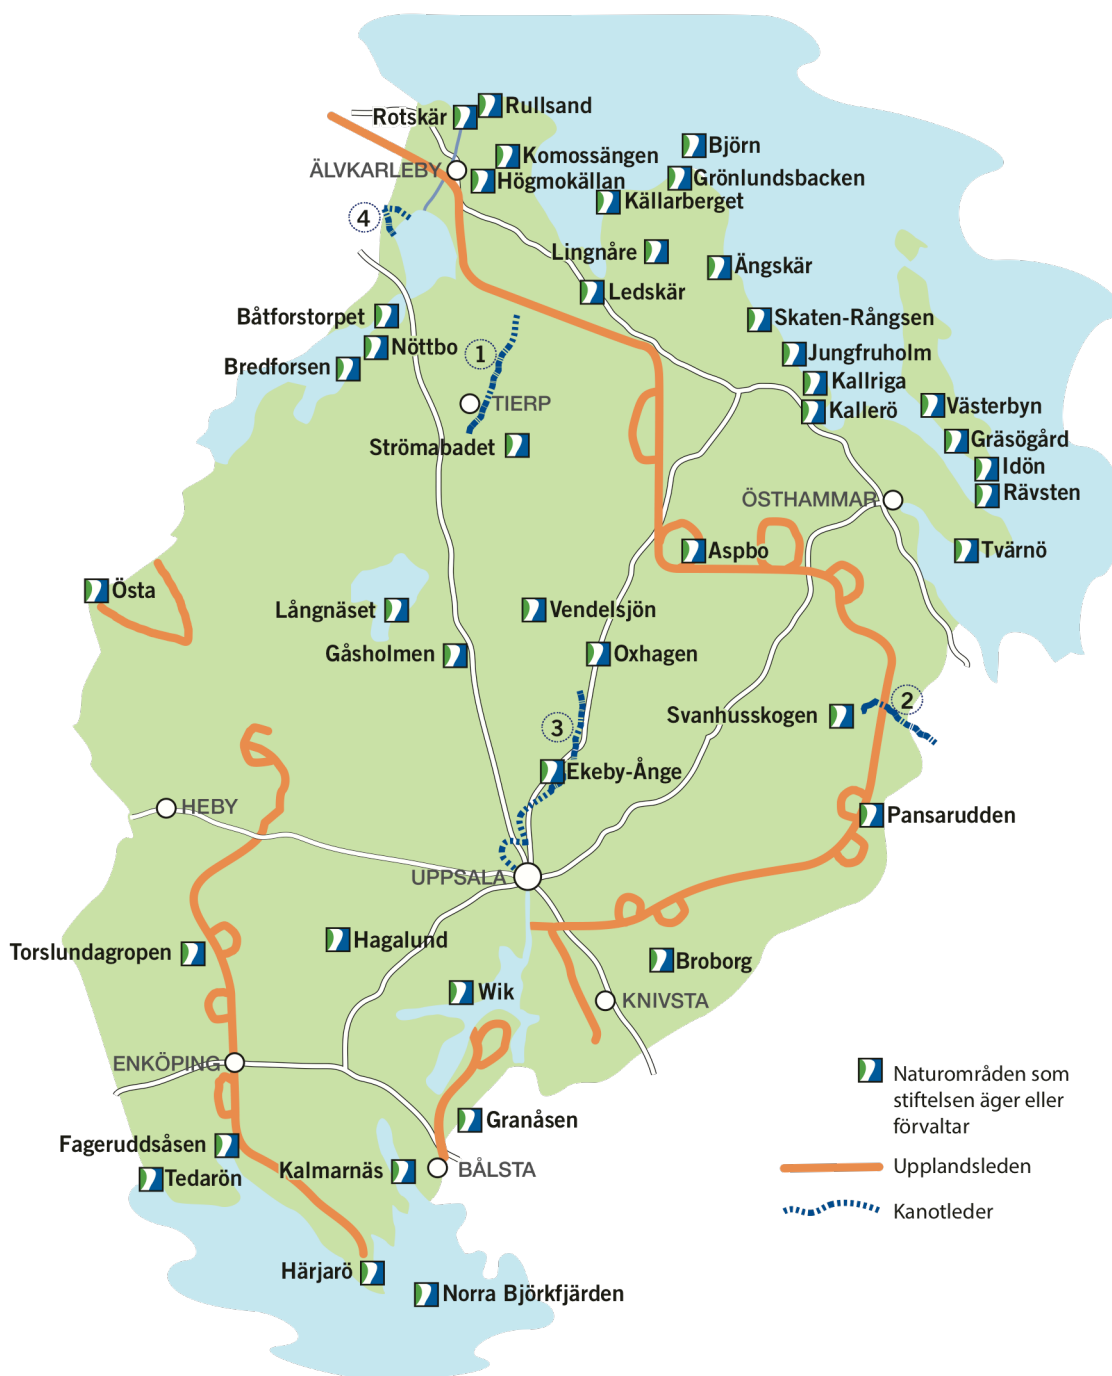 Rullsand
Rotskär
Björn
Komossängen
ÄLVKARLEBY
Högmokällan
Grönlundsbacken
Källarberget
4
Lingnåre
Ängskär
Ledskär
Båtforstorpet
Skaten-Rångsen
Nöttbo
1
Jungfruholm
Bredforsen
Kallriga
TIERP
Kallerö
Västerbyn
Strömabadet
Gräsögård
Idön
ÖSTHAMMAR
Rävsten
Aspbo
Tvärnö
Östa
Långnäset
Vendelsjön
Gåsholmen
Oxhagen
2
Svanhusskogen
3
Ekeby-Ånge
HEBY
Pansarudden
UPPSALA
Hagalund
Torslundagropen
Broborg
Wik
KNIVSTA
ENKÖPING
Naturområden som
stiftelsen äger eller
förvaltar
Granåsen
Fageruddsåsen
Upplandsleden
Kalmarnäs
BÅLSTA
Tedarön
Kanotleder
Härjarö
Norra Björkfjärden